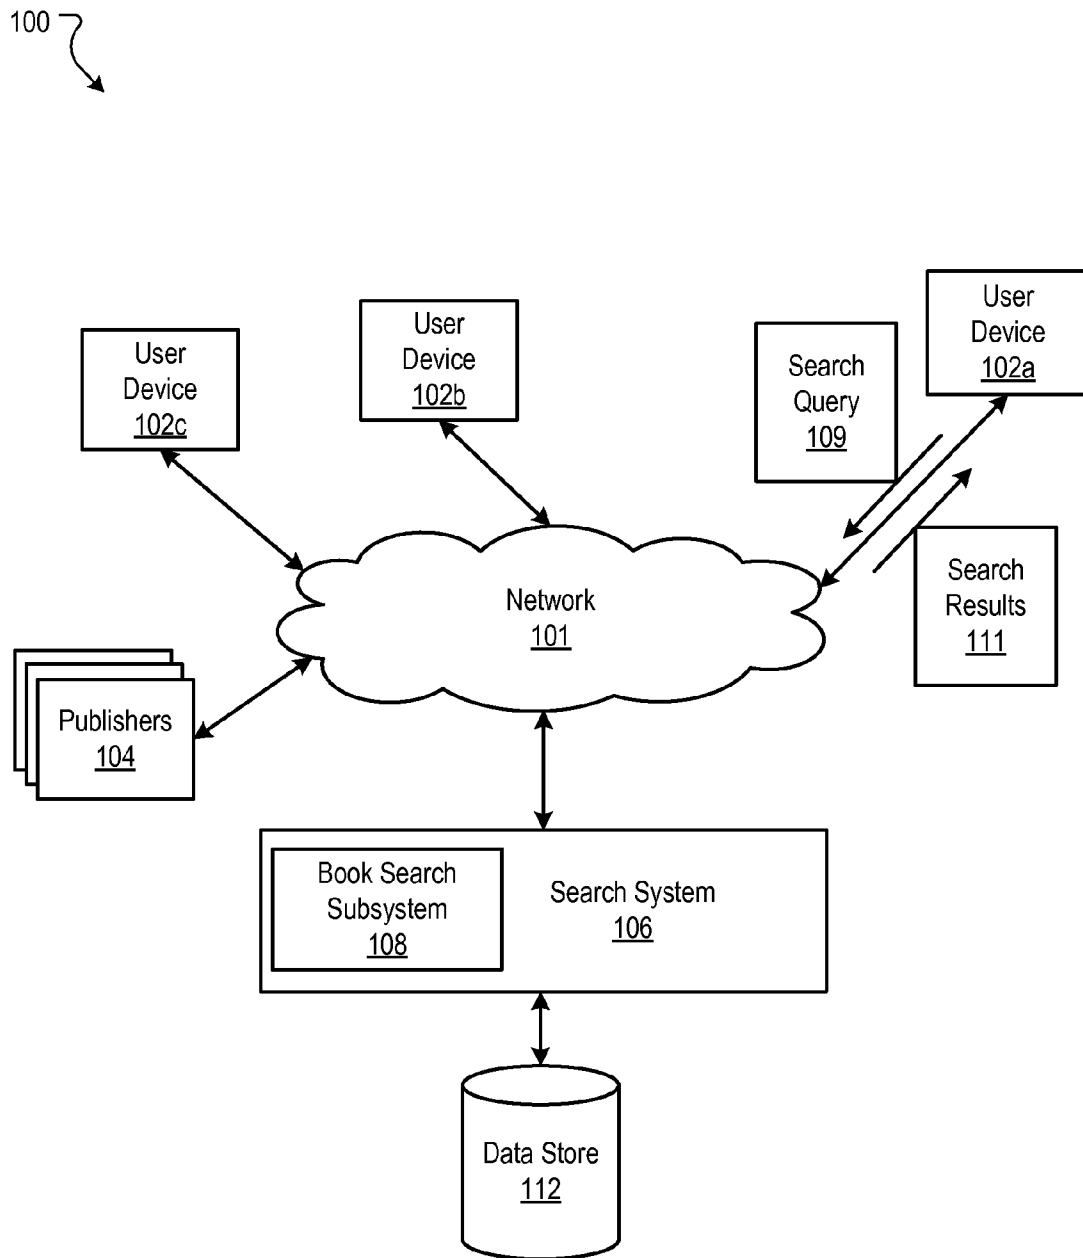 100
User
Device
102a
User
Device
102b
Search
Query
109
User
Device
102c
Search
Results
111
Network
101
Publishers
104
Book Search
Subsystem
108
Search System
106
Data Store
112